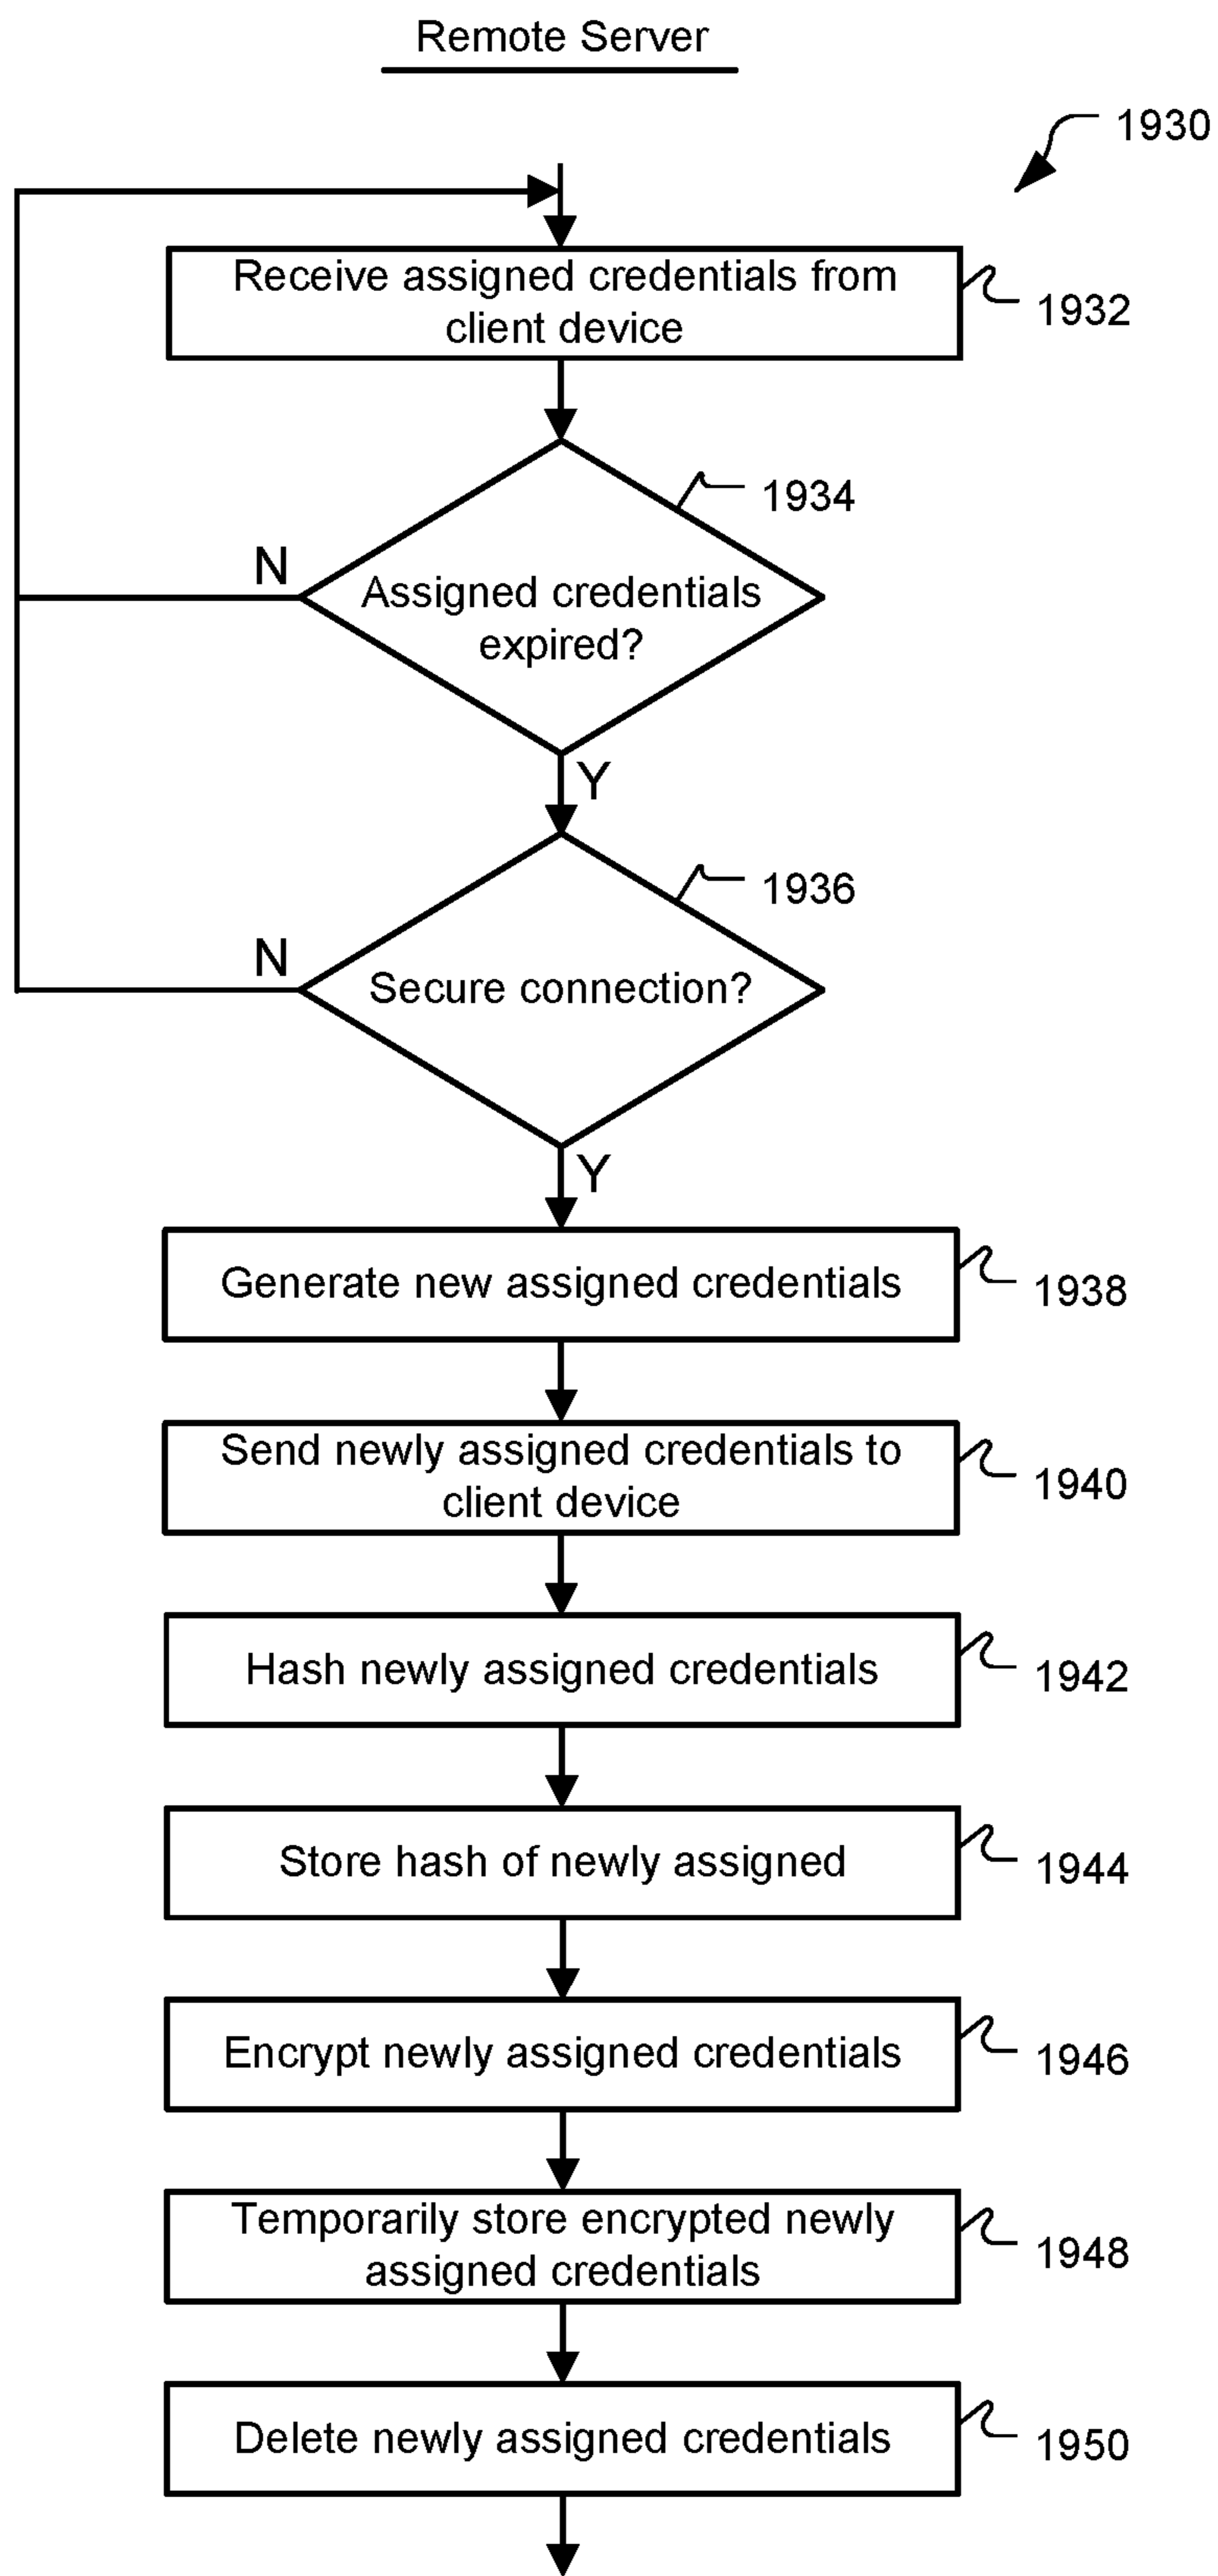 Remote Server
1930
Receive assigned credentials from
client device
1932
1934
N
Assigned credentials
expired?
Y
1936
N
Secure connection?
Y
Generate new assigned credentials
1938
Send newly assigned credentials to
client device
1940
Hash newly assigned credentials
1942
Store hash of newly assigned
1944
Encrypt newly assigned credentials
1946
Temporarily store encrypted newly
assigned credentials
1948
Delete newly assigned credentials
1950